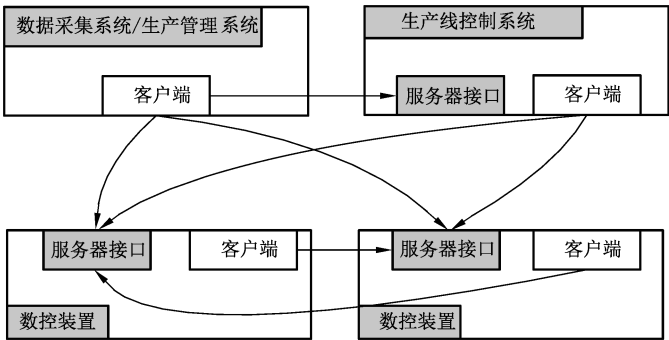 数据采集系统/生产管理系统
生产线控制系统
客户端
服务器接口
客户端
服务器接口
客户端
服务器接口
客户端
数控装置
数控装置